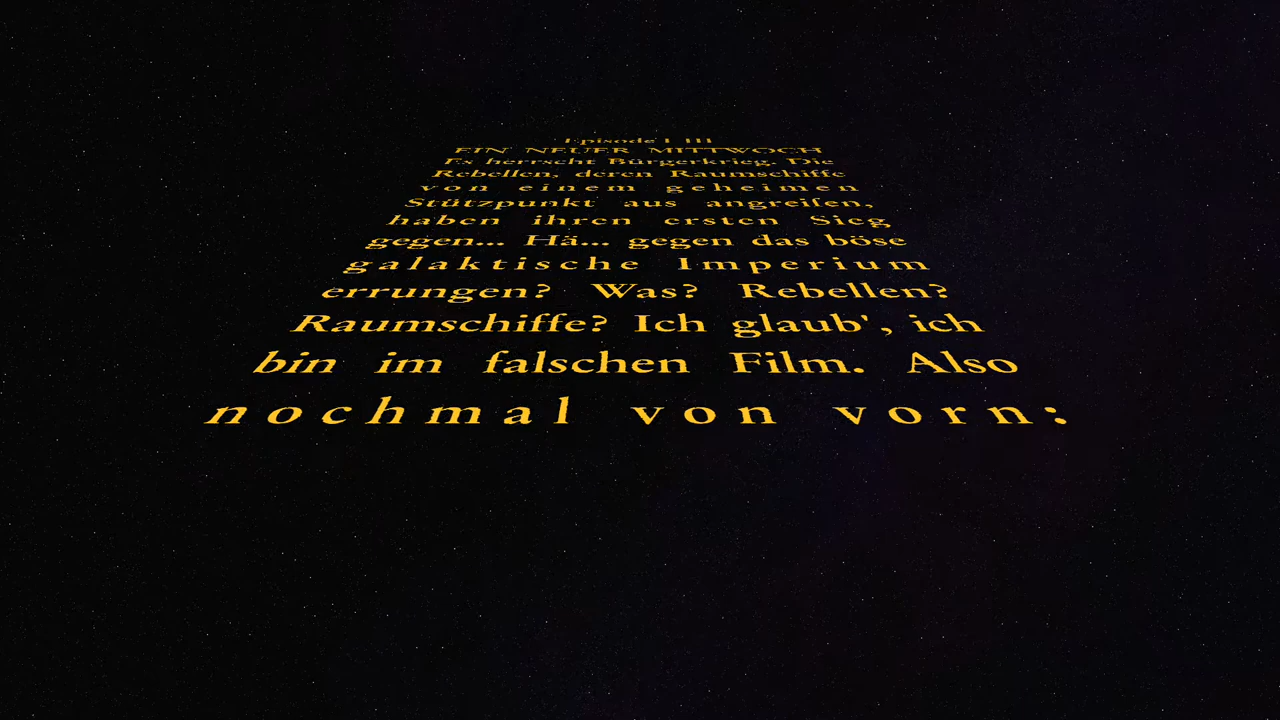 Episode I-III
EIN NEUER MITTWOCH
Es herrscht Bürgerkrieg. Die
Rebellen, deren Raumschiffe
von einem geheimen
Stützpunkt aus angreifen,
haben ihren ersten Sieg
gegen... Hä... gegen das böse
galaktische Imperium
errungen? Was? Rebellen?
Raumschiffe? Ich glaub', ich
bin im falschen Film. Also
nochmal von vorn: